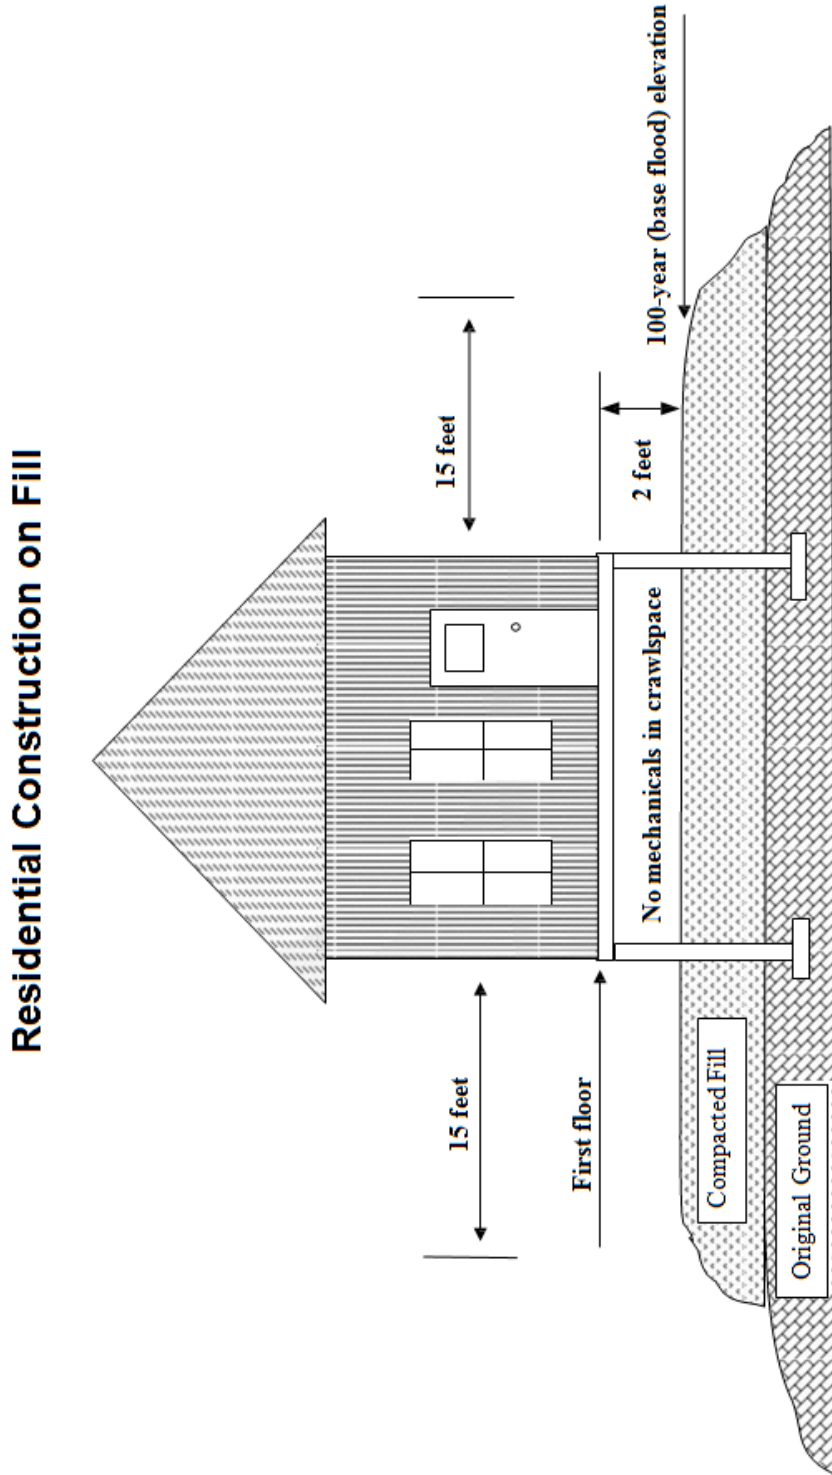 Residential Construction on Fill
15 feet
15 feet
First floor
2 feet
100-year (base flood) elevation
No mechanicals in crawlspace
Compacted Fill
Original Ground